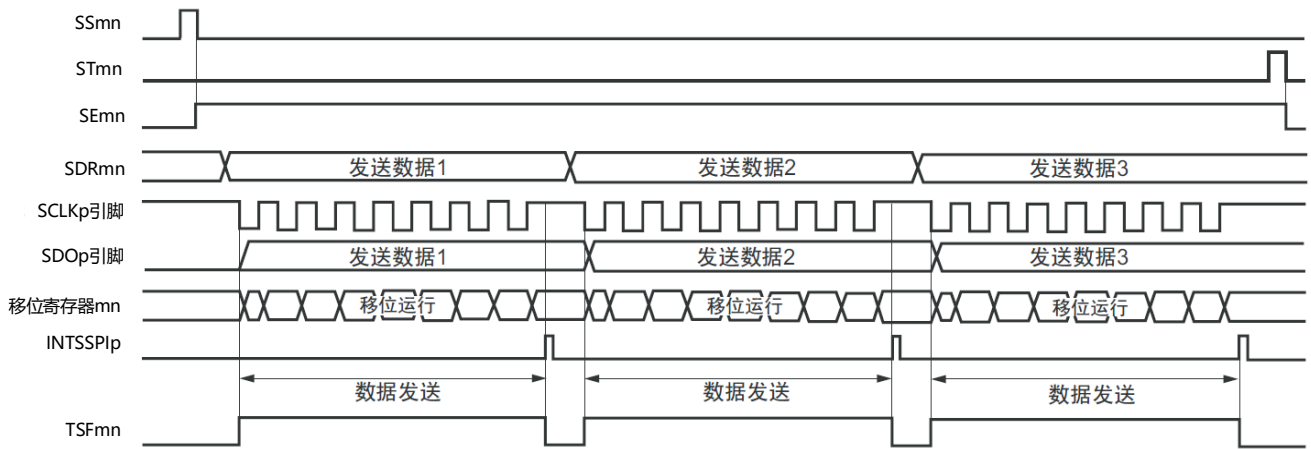 SSmn
STmn
SEmn
SDRmn 发送数据1 发送数据2 发送数据3
SCLKp引脚
SDOp引脚 发送数据1 发送数据2 发送数据3
移位寄存器mn 移位运行 移位运行 移位运行
INTSSPIp
数据发送 数据发送 数据发送
TSFmn